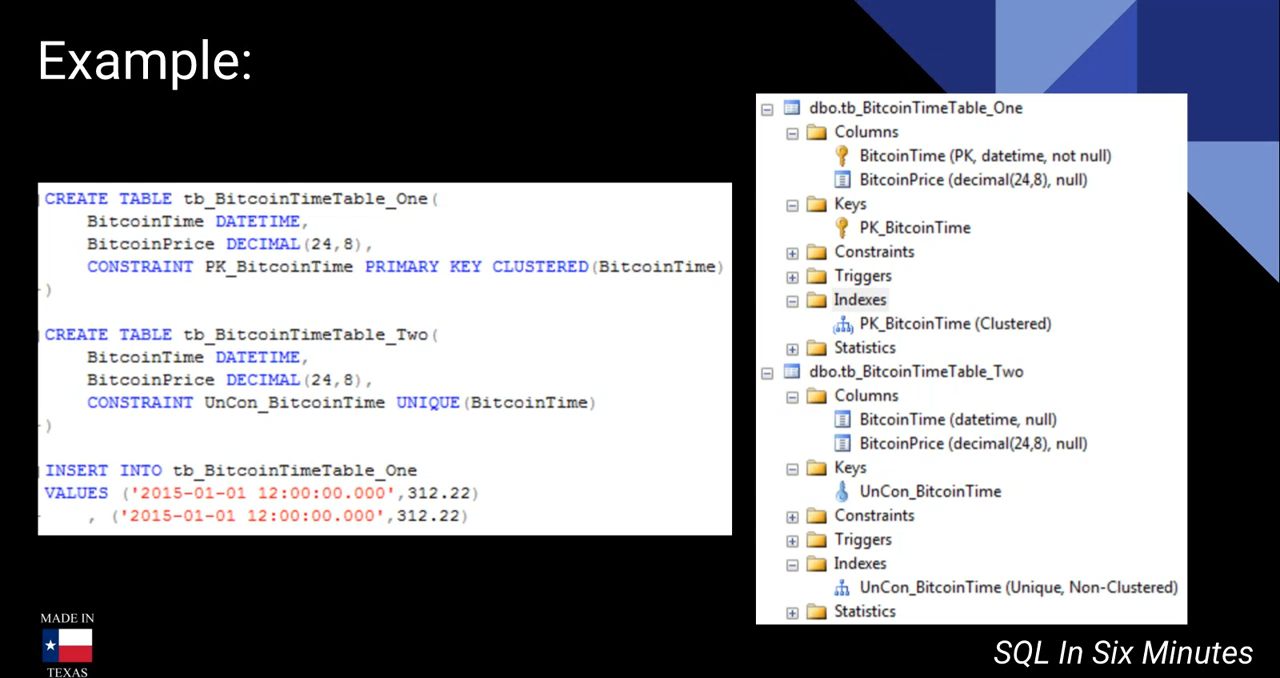 Example:
CREATE TABLE tb_BitcoinTimeTable_One(
BitcoinTime DATETIME,
BitcoinPrice DECIMAL(24,8),
CONSTRAINT PK_BitcoinTime PRIMARY KEY CLUSTERED(BitcoinTime)
)
CREATE TABLE tb_BitcoinTimeTable_Two(
BitcoinTime DATETIME,
BitcoinPrice DECIMAL(24,8),
CONSTRAINT UnCon_BitcoinTime UNIQUE(BitcoinTime)
)
INSERT INTO tb_BitcoinTimeTable_One
VALUES ('2015-01-01 12:00:00.000',312.22)
, ('2015-01-01 12:00:00.000',312.22)
dbo.tb_BitcoinTimeTable_One
Columns
BitcoinTime (PK, datetime, not null)
BitcoinPrice (decimal(24,8), null)
Keys
PK_BitcoinTime
Constraints
Triggers
Indexes
PK_BitcoinTime (Clustered)
Statistics
dbo.tb_BitcoinTimeTable_Two
Columns
BitcoinTime (datetime, null)
BitcoinPrice (decimal(24,8), null)
Keys
UnCon_BitcoinTime
Constraints
Triggers
Indexes
UnCon_BitcoinTime (Unique, Non-Clustered)
Statistics
MADE IN
TEXAS
SQL In Six Minutes